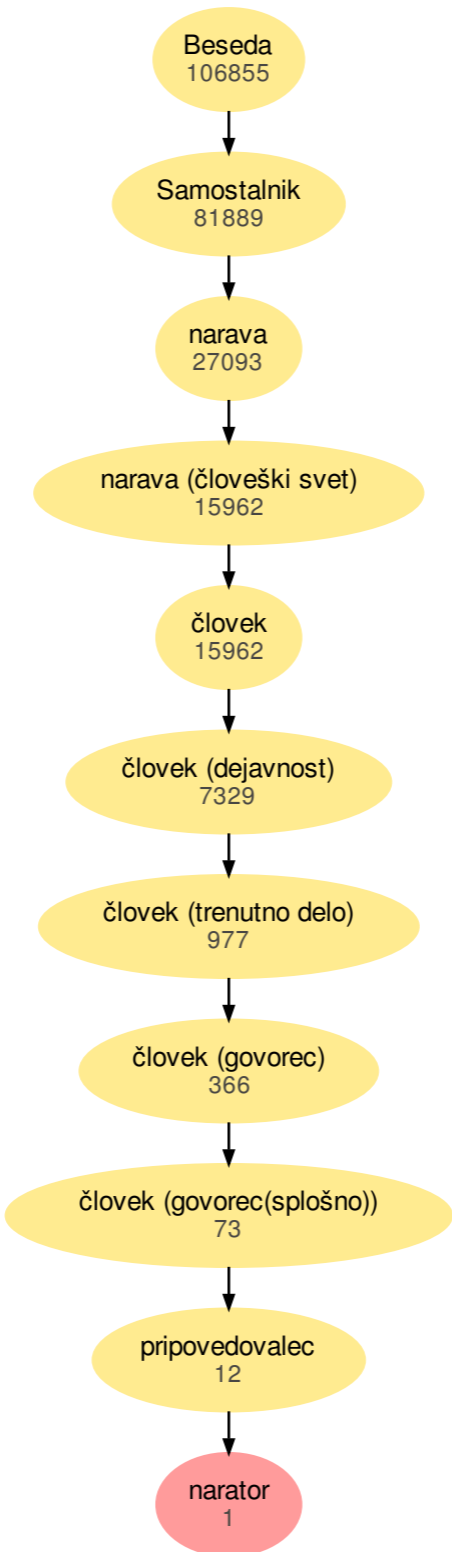 Beseda
106855
Samostalnik
81889
narava
27093
narava (človeški svet)
15962
človek
15962
človek (dejavnost)
7329
človek (trenutno delo)
977
človek (govorec)
366
človek (govorec(splošno))
73
pripovedovalec
12
narator
1